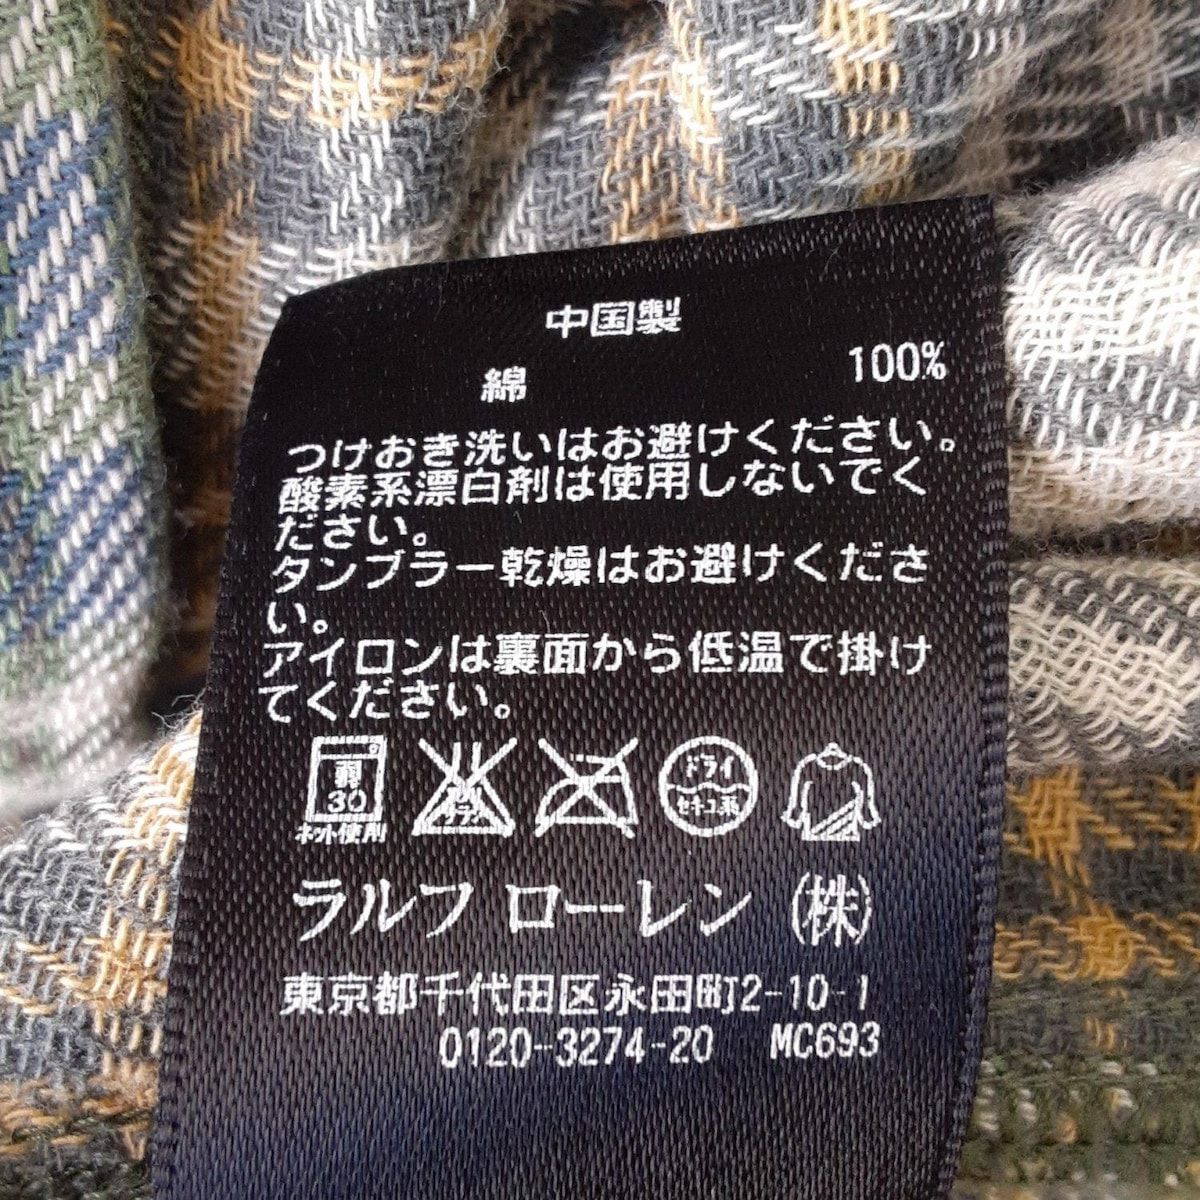 中国製
綿 100%
つけおき洗いはお避けください。
酸素系漂白剤は使用しないでく
ださい。
タンブラー乾燥はお避けくださ
い。
アイロンは裏面から低温で掛け
てください。
弱
30
ネット使用
ドライ
セキユ系
ラルフ ローレン (株)
東京都千代田区永田町2-10-1
0120-3274-20 MC693